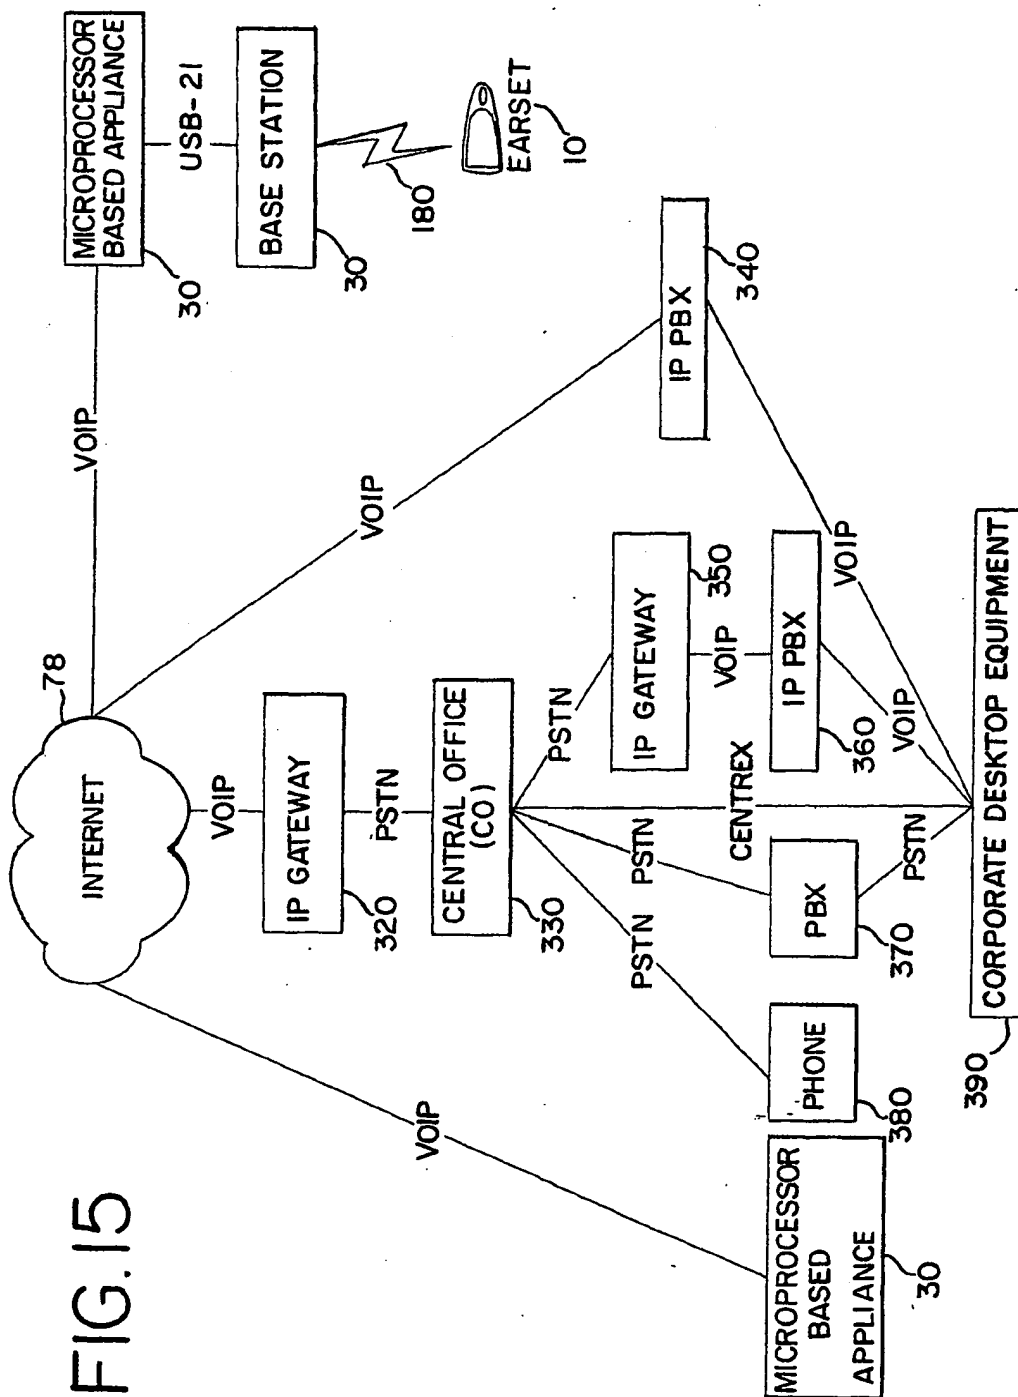 FIG. 15
INTERNET
78
VOIP
MICROPROCESSOR
BASED APPLIANCE
30
USB-21
BASE STATION
30
180
EARSET
10
VOIP
IP GATEWAY
320
PSTN
CENTRAL OFFICE
(CO)
330
VOIP
IP PBX
340
VOIP
PSTN
IP GATEWAY
350
VOIP
IP PBX
360
VOIP
CENTREX
PSTN
PBX
370
PSTN
PSTN
PHONE
380
VOIP
MICROPROCESSOR
BASED
APPLIANCE
30
CORPORATE DESKTOP EQUIPMENT
390